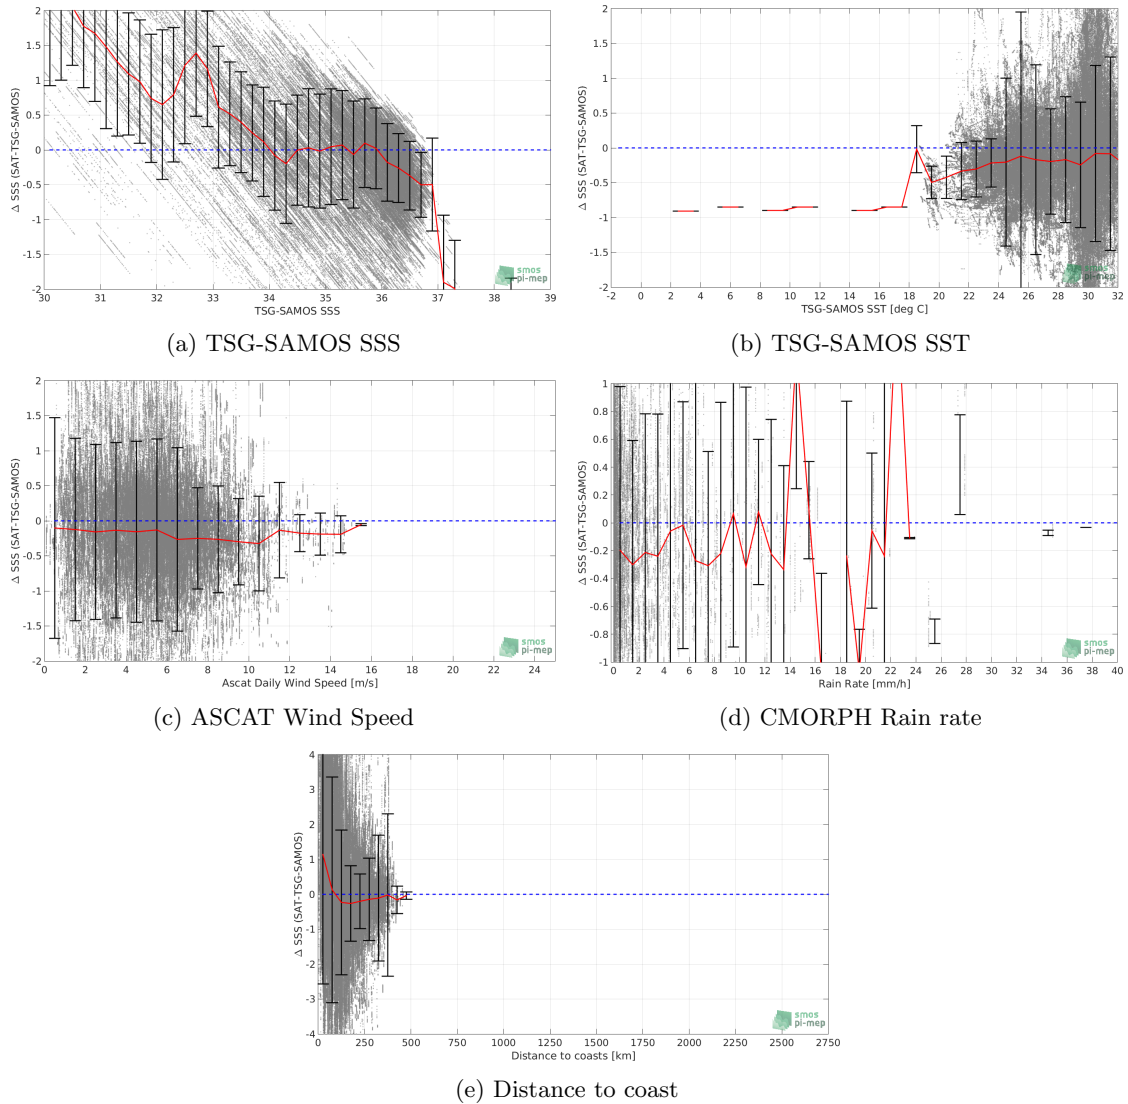 2
1.5
1
0.5
0
-0.5
-1
-1.5
-2
Δ SSS (SAT-TSG-SAMOS)
30 31 32 33 34 35 36 37 38 39
TSG-SAMOS SSS
smos
pi-mep
(a) TSG-SAMOS SSS
2
1.5
1
0.5
0
-0.5
-1
-1.5
-2
Δ SSS (SAT-TSG-SAMOS)
-2 0 2 4 6 8 10 12 14 16 18 20 22 24 26 28 30 32
TSG-SAMOS SST [deg C]
smos
pi-mep
(b) TSG-SAMOS SST
2
1.5
1
0.5
0
-0.5
-1
-1.5
-2
Δ SSS (SAT-TSG-SAMOS)
0 2 4 6 8 10 12 14 16 18 20 22 24
Ascat Daily Wind Speed [m/s]
smos
pi-mep
(c) ASCAT Wind Speed
1
0.8
0.6
0.4
0.2
0
-0.2
-0.4
-0.6
-0.8
-1
Δ SSS (SAT-TSG-SAMOS)
0 2 4 6 8 10 12 14 16 18 20 22 24 26 28 30 32 34 36 38 40
Rain Rate [mm/h]
smos
pi-mep
(d) CMORPH Rain rate
4
3
2
1
0
-1
-2
-3
-4
Δ SSS (SAT-TSG-SAMOS)
0 250 500 750 1000 1250 1500 1750 2000 2250 2500 2750
Distance to coasts [km]
smos
pi-mep
(e) Distance to coast